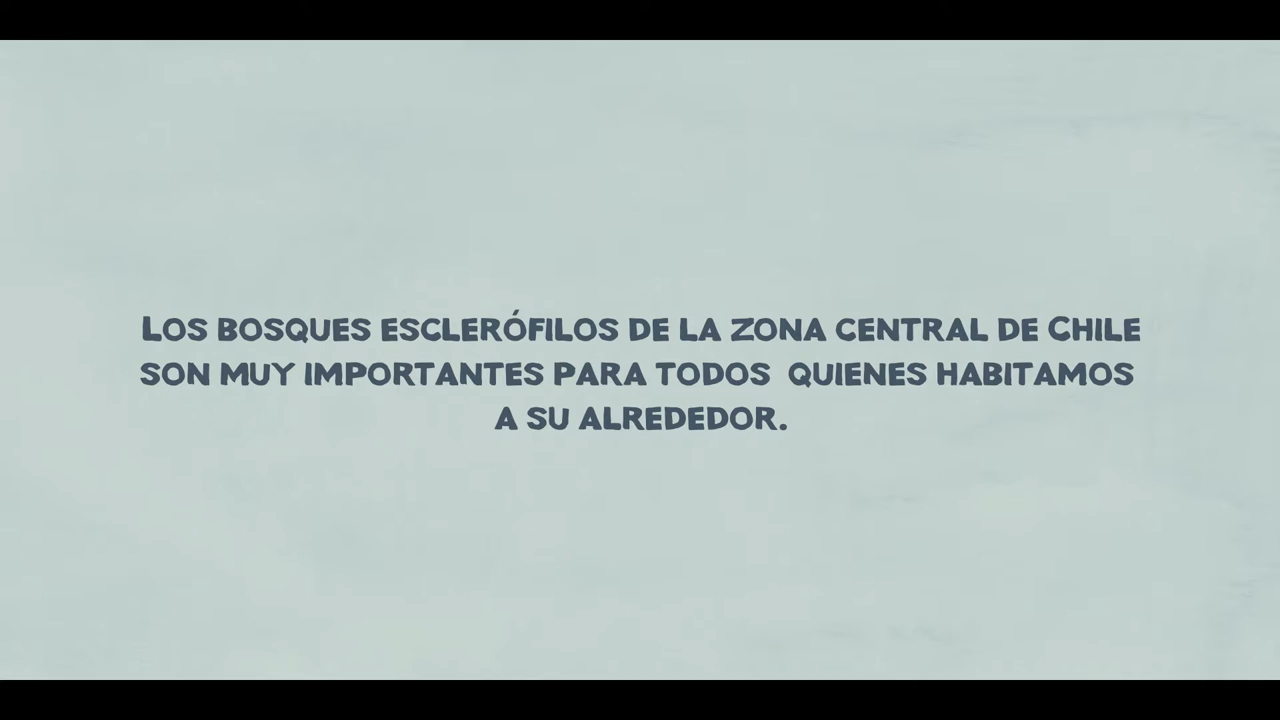 Los bosques esclerófilos de la zona central de Chile
son muy importantes para todos  quienes habitamos
a su alrededor.